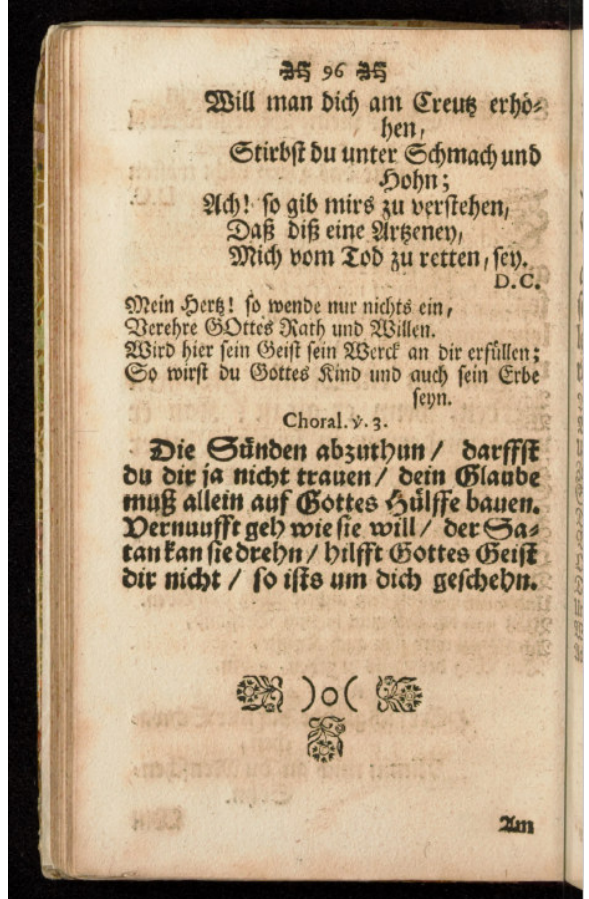 96
Will man dich am Creutz erhö-
hen,
Stirbst du unter Schmach und
Hohn;
Ach! so gib mirs zu verstehen,
Daß diß eine Artzeney,
Mich vom Tod zu retten, sey.
D.C.
Mein Hertz! so wende nur nichts ein,
Verehre GOttes Rath und Willen.
Wird hier sein Geist sein Werck an dir erfüllen;
So wirst du Gottes Kind und auch sein Erbe
seyn.
Choral. v. 3.
Die Sünden abzuthun / darffst
du dir ja nicht trauen / dein Glaube
muß allein auf Gottes Hülffe bauen.
Vernuufft geh wie sie will / der Sa-
tan kan sie drehn / hilfft Gottes Geist
dir nicht / so ists um dich geschehn.
)o(
Am